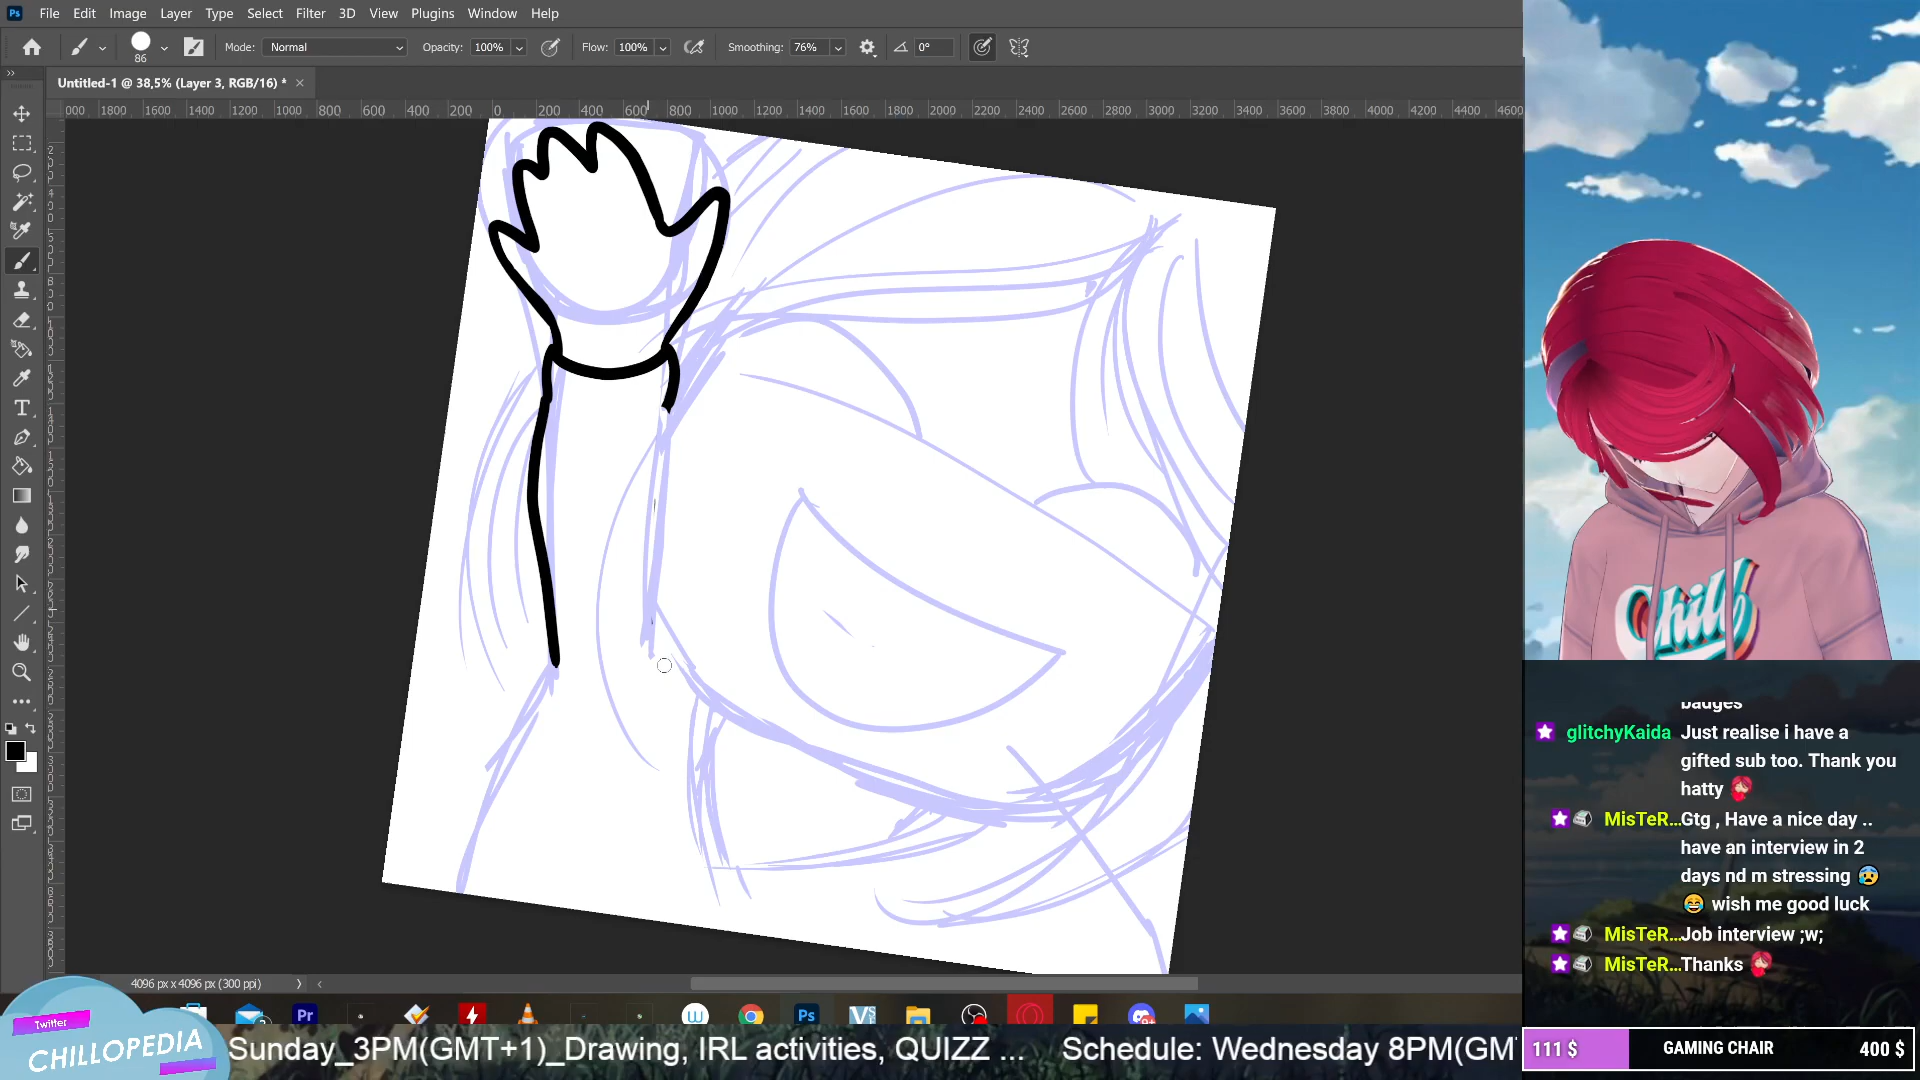 File Edit Image Layer Type Select Filter 3D View Plugins Window Help
86 Mode: Normal Opacity: 100% Flow: 100% Smoothing: 76% 0°
Untitled-1 @ 38,5% (Layer 3, RGB/16) *
000 1800 1600 1400 1200 1000 800 600 400 200 0 200 400 600 800 1000 1200 1400 1600 1800 2000 2200 2400 2600 2800 3000 3200 3400 3600 3800 4000 4200 4400 4600
Chill
badges
glitchyKaida Just realise i have a
gifted sub too. Thank you
hatty
MisTeR... Gtg , Have a nice day ..
have an interview in 2
days nd m stressing 😰
😂 wish me good luck
MisTeR... Job interview ;w;
MisTeR... Thanks
4096 px x 4096 px (300 ppi)
Pr Ps
Twitter
CHILLOPEDIA
Sunday_3PM(GMT+1)_Drawing, IRL activities, QUIZZ ... Schedule: Wednesday 8PM(GM
111 $ GAMING CHAIR 400 $